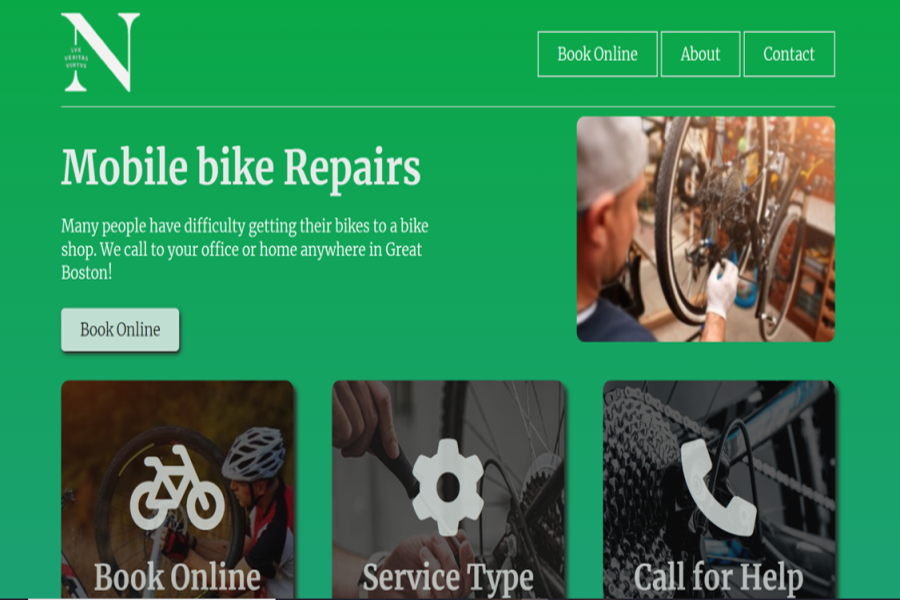 N
LVX
VERITAS
VIRTVS
Book Online
About
Contact
Mobile bike Repairs
Many people have difficulty getting their bikes to a bike
shop. We call to your office or home anywhere in Great
Boston!
Book Online
Book Online
Service Type
Call for Help